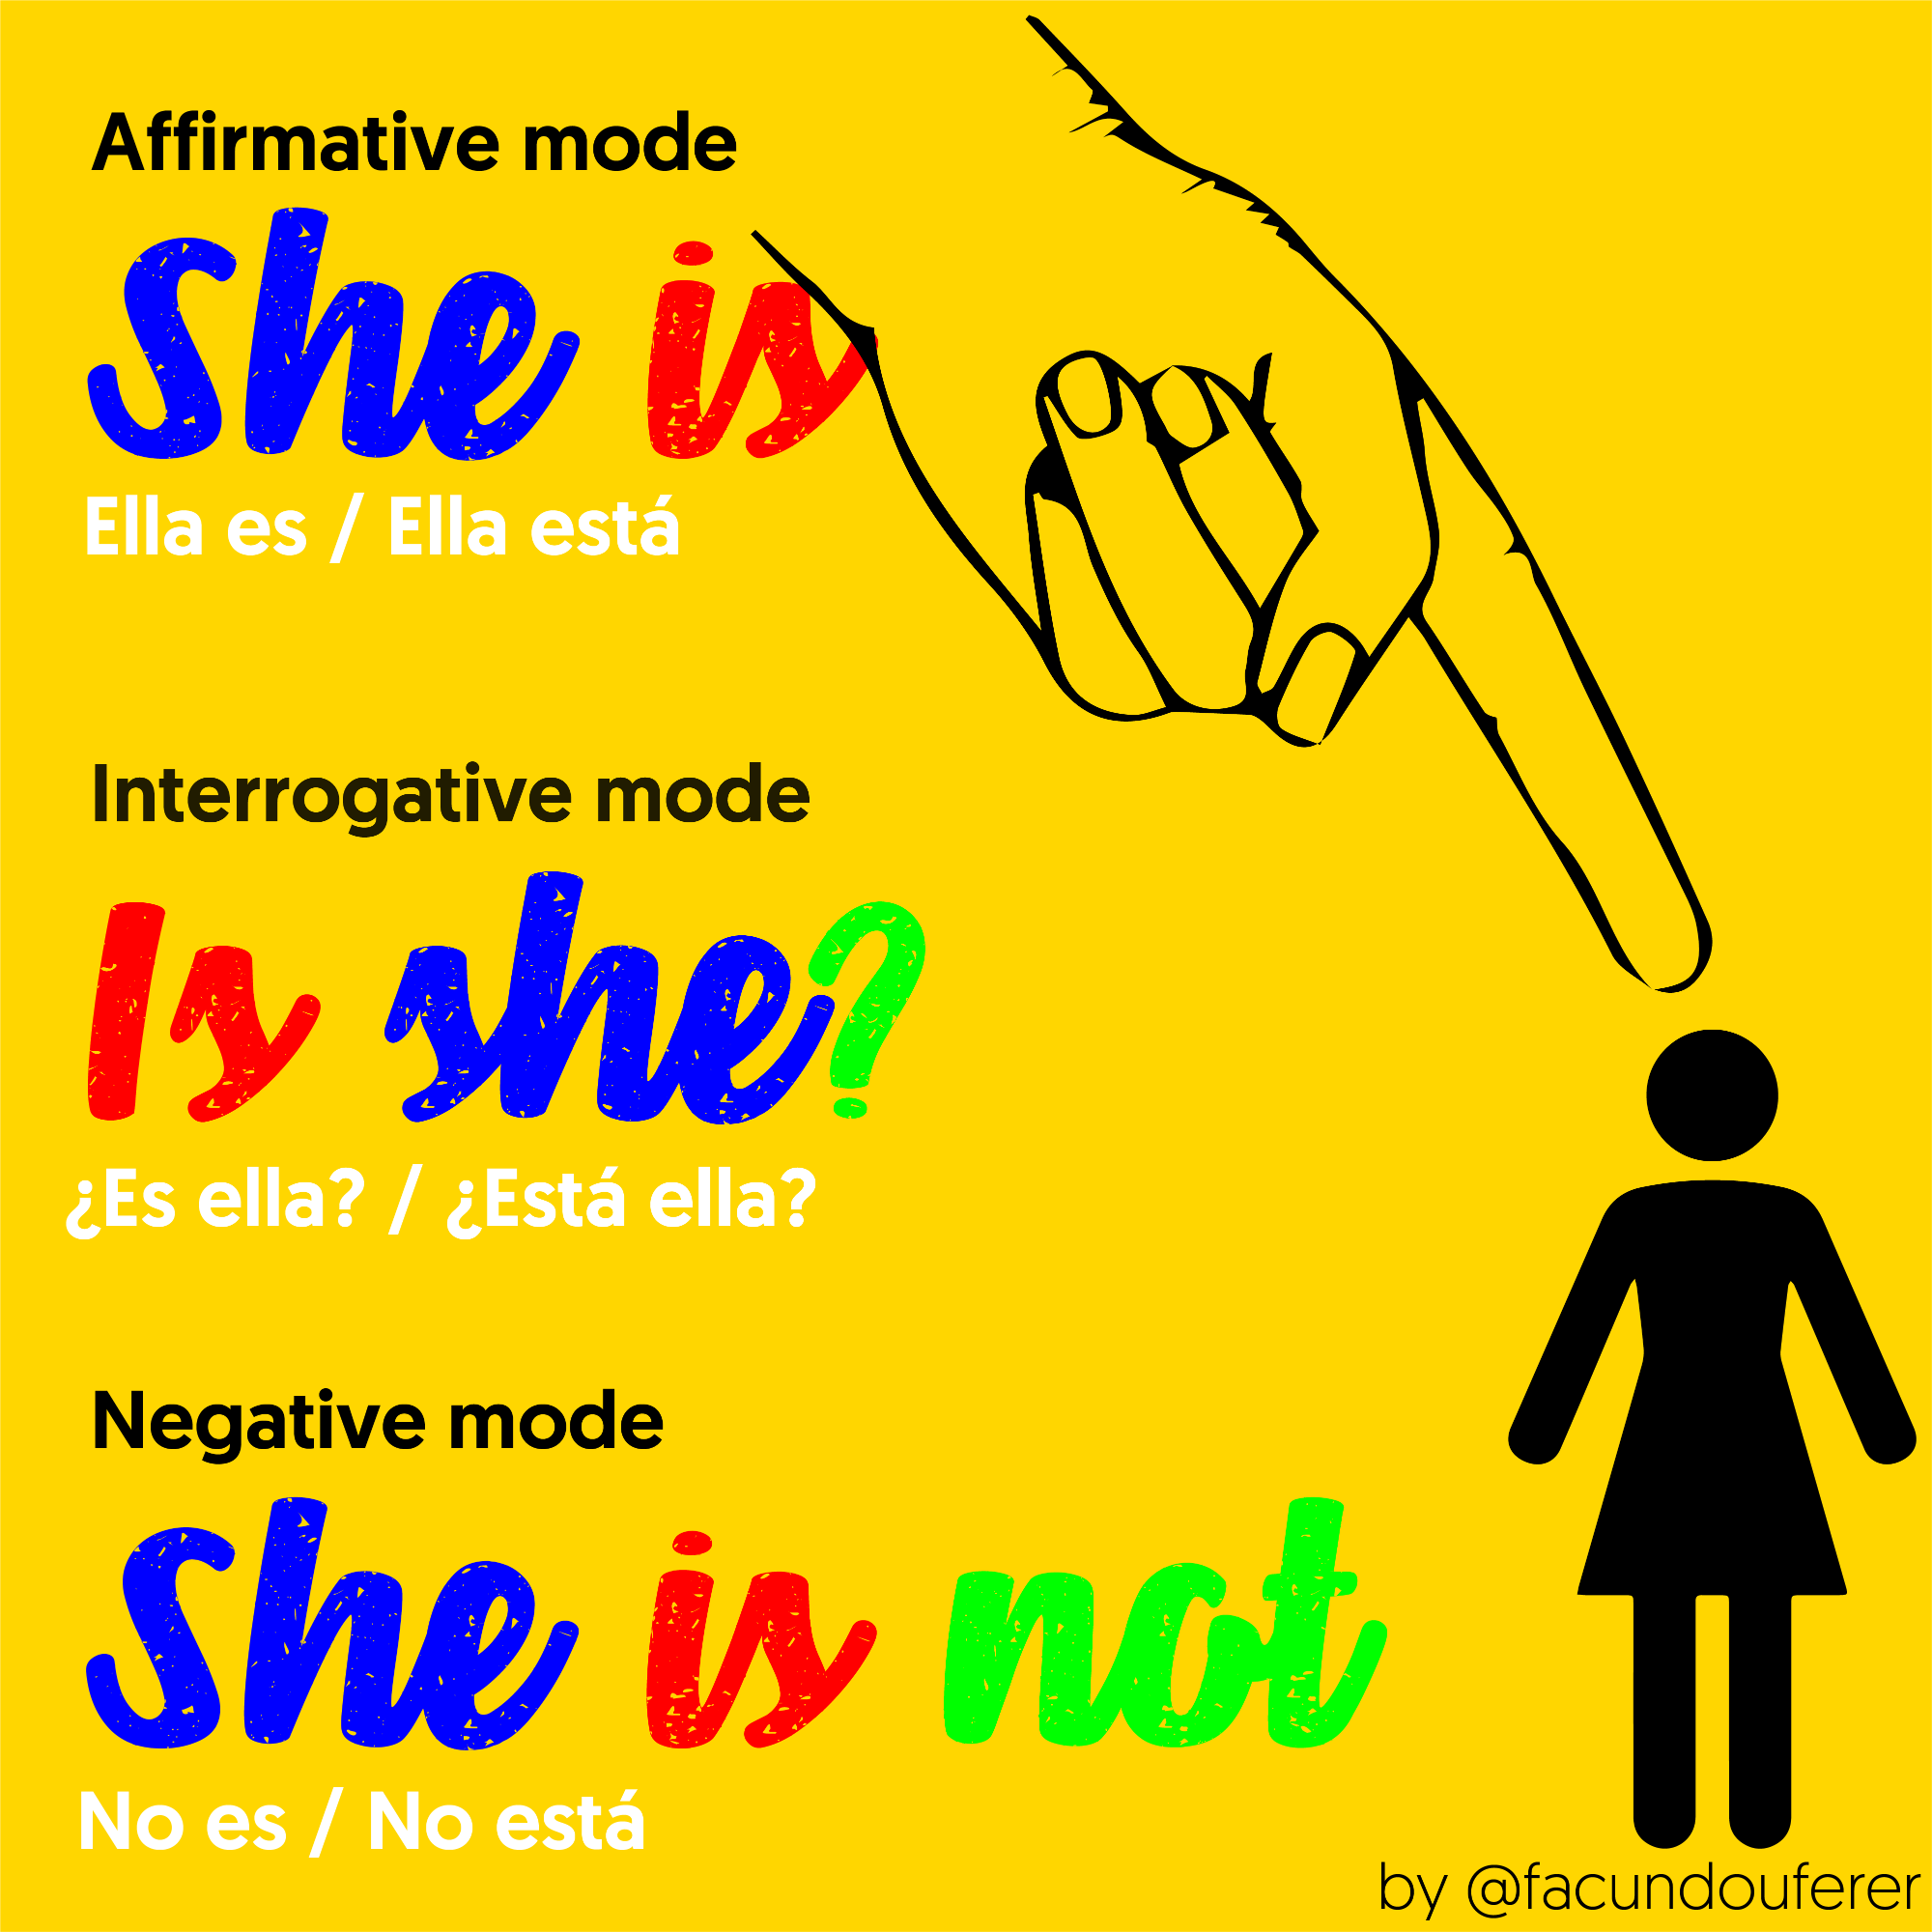 Affirmative mode
She is
Ella es / Ella está
Interrogative mode
Is she?
¿Es ella? / ¿Está ella?
Negative mode
She is not
No es / No está
by @facundouferer